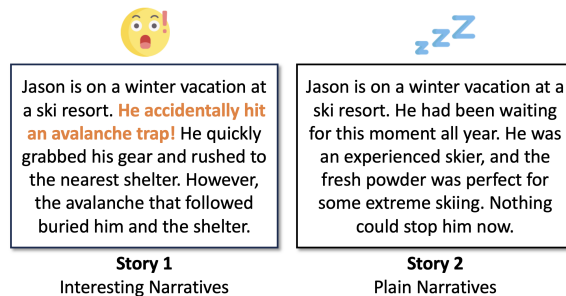 z z Z
Jason is on a winter vacation at
a ski resort. He accidentally hit
an avalanche trap! He quickly
grabbed his gear and rushed to
the nearest shelter. However,
the avalanche that followed
buried him and the shelter.
Story 1
Interesting Narratives
Jason is on a winter vacation at a
ski resort. He had been waiting
for this moment all year. He was
an experienced skier, and the
fresh powder was perfect for
some extreme skiing. Nothing
could stop him now.
Story 2
Plain Narratives